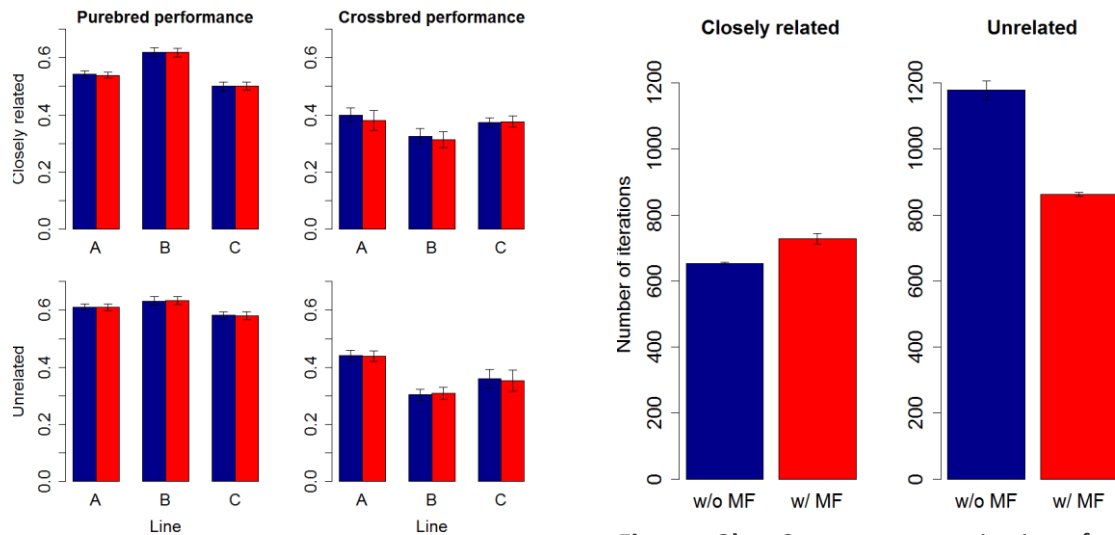 Purebred performance
Crossbred performance
Closely related
0.0 0.2 0.4 0.6
A B C
0.0 0.2 0.4 0.6
A B C
Unrelated
0.0 0.2 0.4 0.6
A B C
Line
0.0 0.2 0.4 0.6
A B C
Line
Closely related
Unrelated
Number of iterations
0 200 400 600 800 1000 1200
w/o MF w/ MF
0 200 400 600 800 1000 1200
w/o MF w/ MF